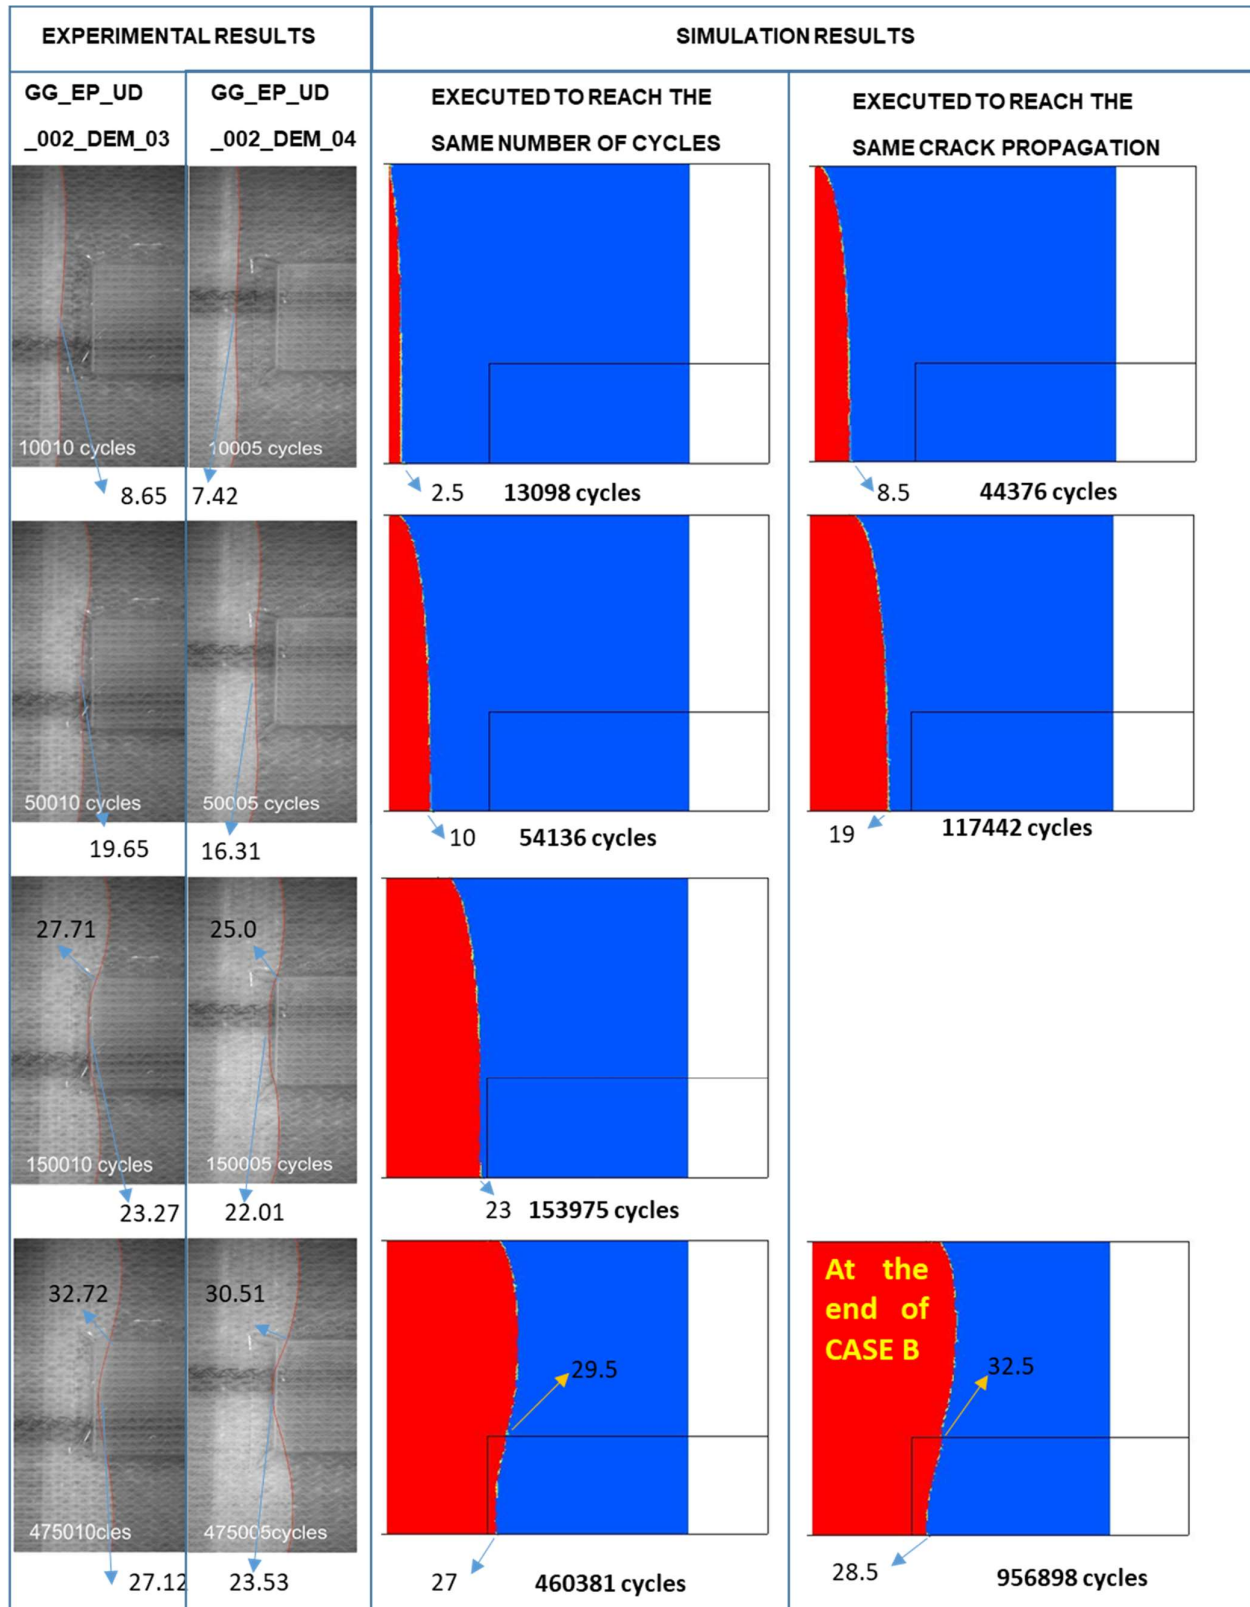 EXPERIMENTAL RESULTS
SIMULATION RESULTS
GG_EP_UD
_002_DEM_03
GG_EP_UD
_002_DEM_04
EXECUTED TO REACH THE
SAME NUMBER OF CYCLES
EXECUTED TO REACH THE
SAME CRACK PROPAGATION
10010 cycles
10005 cycles
8.65
7.42
2.5
13098 cycles
8.5
44376 cycles
50010 cycles
50005 cycles
19.65
16.31
10
54136 cycles
19
117442 cycles
27.71
25.0
150010 cycles
150005 cycles
23.27
22.01
23
153975 cycles
32.72
30.51
29.5
At the
end of
CASE B
32.5
475010cles
475005cycles
27.12
23.53
27
460381 cycles
28.5
956898 cycles